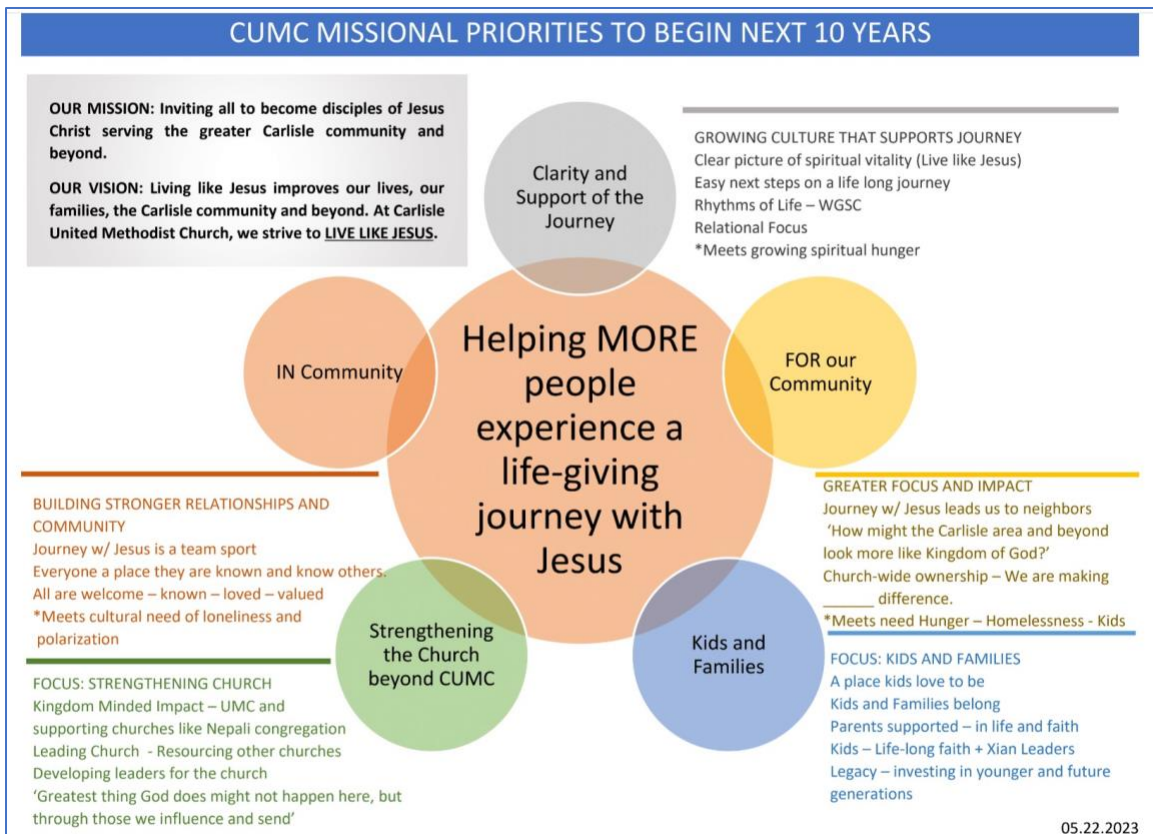 CUMC MISSIONAL PRIORITIES TO BEGIN NEXT 10 YEARS
OUR MISSION: Inviting all to become disciples of Jesus
Christ serving the greater Carlisle community and
beyond.
OUR VISION: Living like Jesus improves our lives, our
families, the Carlisle community and beyond. At Carlisle
United Methodist Church, we strive to LIVE LIKE JESUS.
Clarity and
Support of the
Journey
GROWING CULTURE THAT SUPPORTS JOURNEY
Clear picture of spiritual vitality (Live like Jesus)
Easy next steps on a life long journey
Rhythms of Life – WGSC
Relational Focus
*Meets growing spiritual hunger
IN Community
Helping MORE
people
experience a
life-giving
journey with
Jesus
FOR our
Community
BUILDING STRONGER RELATIONSHIPS AND
COMMUNITY
Journey w/ Jesus is a team sport
Everyone a place they are known and know others.
All are welcome – known – loved – valued
*Meets cultural need of loneliness and
polarization
GREATER FOCUS AND IMPACT
Journey w/ Jesus leads us to neighbors
‘How might the Carlisle area and beyond
look more like Kingdom of God?’
Church-wide ownership – We are making
______ difference.
*Meets need Hunger – Homelessness - Kids
Strengthening
the Church
beyond CUMC
Kids and
Families
FOCUS: STRENGTHENING CHURCH
Kingdom Minded Impact – UMC and
supporting churches like Nepali congregation
Leading Church  - Resourcing other churches
Developing leaders for the church
‘Greatest thing God does might not happen here, but
through those we influence and send’
FOCUS: KIDS AND FAMILIES
A place kids love to be
Kids and Families belong
Parents supported – in life and faith
Kids – Life-long faith + Xian Leaders
Legacy – investing in younger and future
generations
05.22.2023